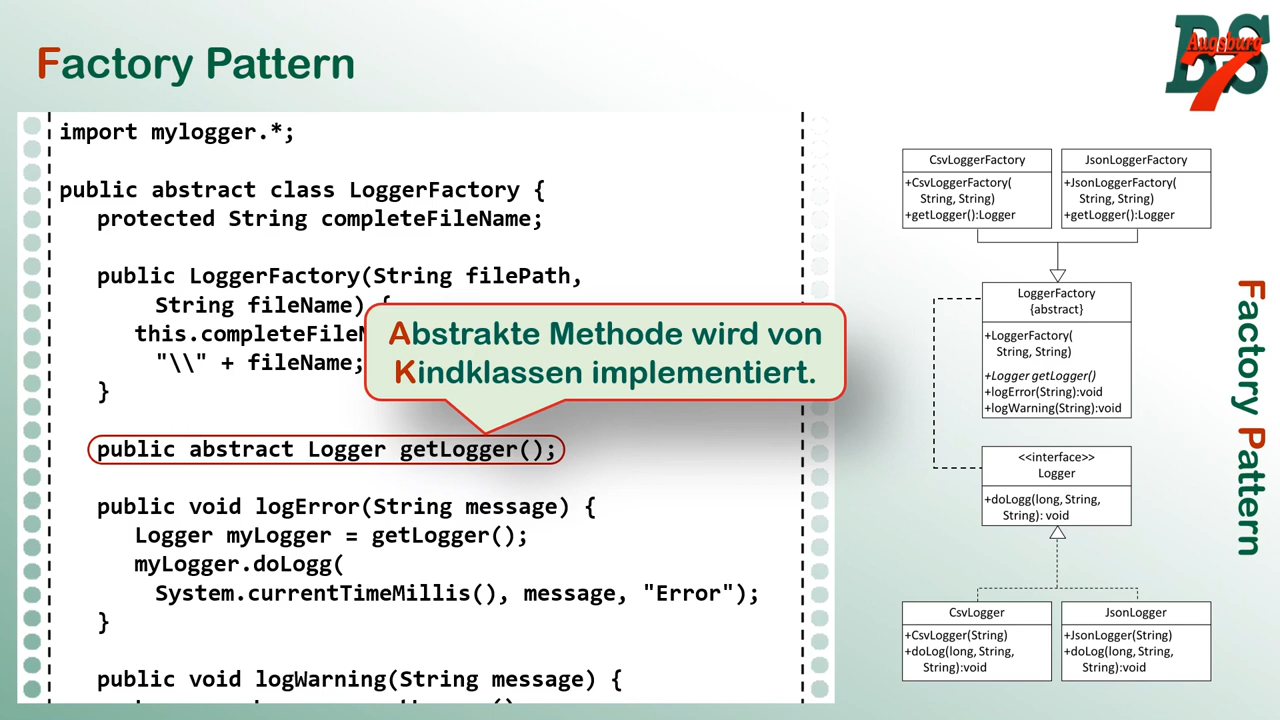 Factory Pattern
BS
Augsburg
7
import mylogger.*;
public abstract class LoggerFactory {
protected String completeFileName;
public LoggerFactory(String filePath,
String fileName) {
this.completeFile
"\\" + fileName;
}
Abstrakte Methode wird von
Kindklassen implementiert.
public abstract Logger getLogger();
public void logError(String message) {
Logger myLogger = getLogger();
myLogger.doLogg(
System.currentTimeMillis(), message, "Error");
}
public void logWarning(String message) {
CsvLoggerFactory
+CsvLoggerFactory(
String, String)
+getLogger():Logger
JsonLoggerFactory
+JsonLoggerFactory(
String, String)
+getLogger():Logger
LoggerFactory
{abstract}
+LoggerFactory(
String, String)
+Logger getLogger()
+logError(String):void
+logWarning(String):void
<<interface>>
Logger
+doLogg(long, String,
String): void
CsvLogger
+CsvLogger(String)
+doLog(long, String,
String):void
JsonLogger
+JsonLogger(String)
+doLog(long, String,
String):void
Factory Pattern